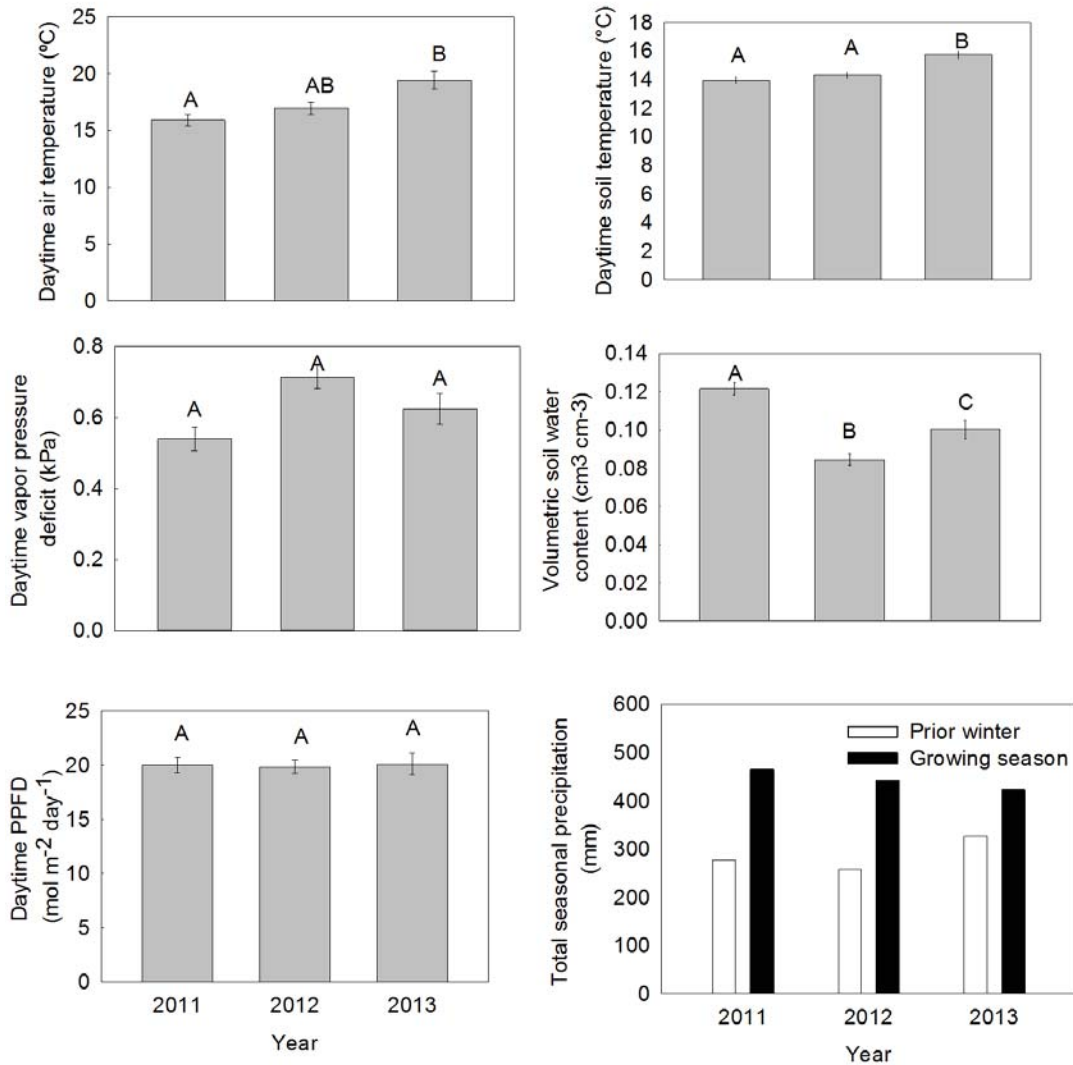 Daytime air temperature (ºC)
25
20
15
10
5
0
A
AB
B
Daytime soil temperature (°C)
18
16
14
12
10
8
6
4
2
0
A
A
B
Daytime vapor pressure
deficit (kPa)
0.8
0.6
0.4
0.2
0.0
A
A
A
Volumetric soil water
content (cm3 cm-3)
0.14
0.12
0.10
0.08
0.06
0.04
0.02
0.00
A
B
C
Daytime PPFD
(mol m-2 day-1)
25
20
15
10
5
0
A
A
A
2011 2012 2013
Year
Total seasonal precipitation
(mm)
600
500
400
300
200
100
0
Prior winter
Growing season
2011 2012 2013
Year